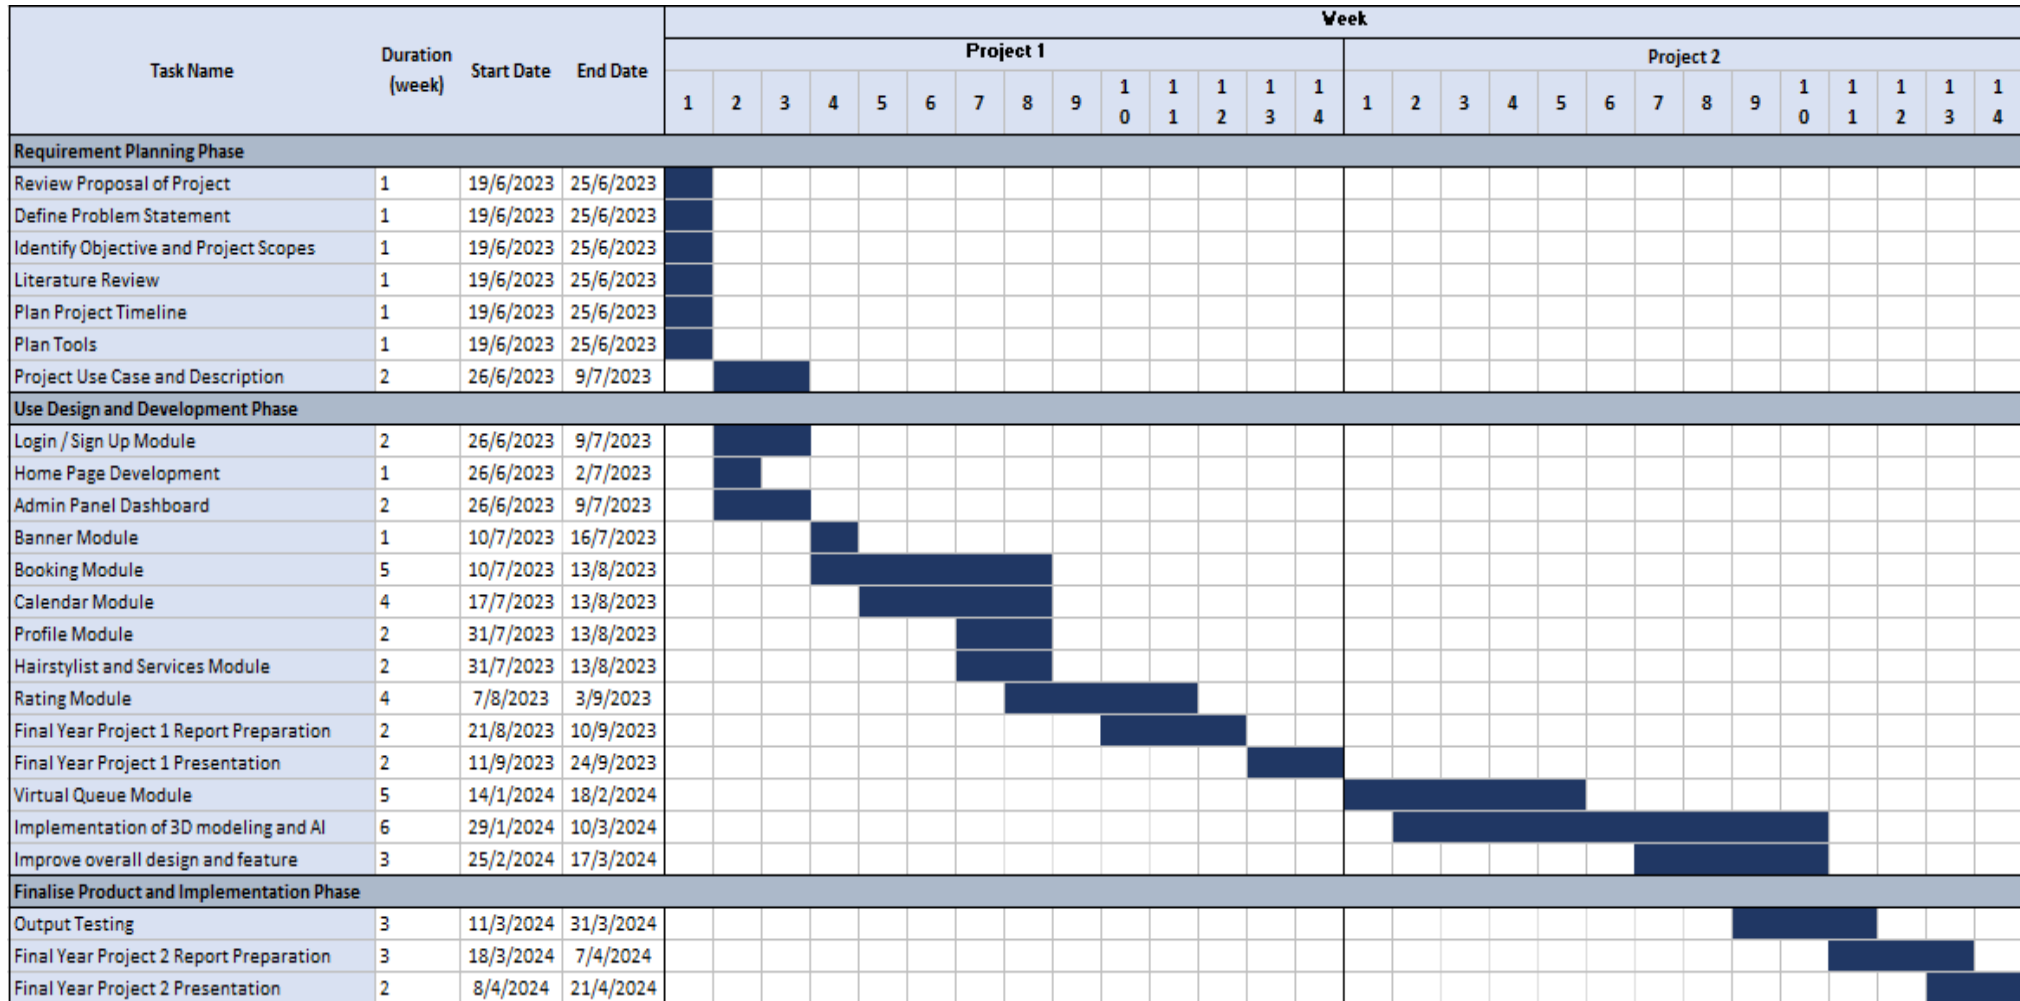 Week
Task Name Duration (week) Start Date End Date Project 1 Project 2
1 2 3 4 5 6 7 8 9 10 11 12 13 14 1 2 3 4 5 6 7 8 9 10 11 12 13 14
Requirement Planning Phase
Review Proposal of Project 1 19/6/2023 25/6/2023
Define Problem Statement 1 19/6/2023 25/6/2023
Identify Objective and Project Scopes 1 19/6/2023 25/6/2023
Literature Review 1 19/6/2023 25/6/2023
Plan Project Timeline 1 19/6/2023 25/6/2023
Plan Tools 1 19/6/2023 25/6/2023
Project Use Case and Description 2 26/6/2023 9/7/2023
Use Design and Development Phase
Login / Sign Up Module 2 26/6/2023 9/7/2023
Home Page Development 1 26/6/2023 2/7/2023
Admin Panel Dashboard 2 26/6/2023 9/7/2023
Banner Module 1 10/7/2023 16/7/2023
Booking Module 5 10/7/2023 13/8/2023
Calendar Module 4 17/7/2023 13/8/2023
Profile Module 2 31/7/2023 13/8/2023
Hairstylist and Services Module 2 31/7/2023 13/8/2023
Rating Module 4 7/8/2023 3/9/2023
Final Year Project 1 Report Preparation 2 21/8/2023 10/9/2023
Final Year Project 1 Presentation 2 11/9/2023 24/9/2023
Virtual Queue Module 5 14/1/2024 18/2/2024
Implementation of 3D modeling and AI 6 29/1/2024 10/3/2024
Improve overall design and feature 3 25/2/2024 17/3/2024
Finalise Product and Implementation Phase
Output Testing 3 11/3/2024 31/3/2024
Final Year Project 2 Report Preparation 3 18/3/2024 7/4/2024
Final Year Project 2 Presentation 2 8/4/2024 21/4/2024